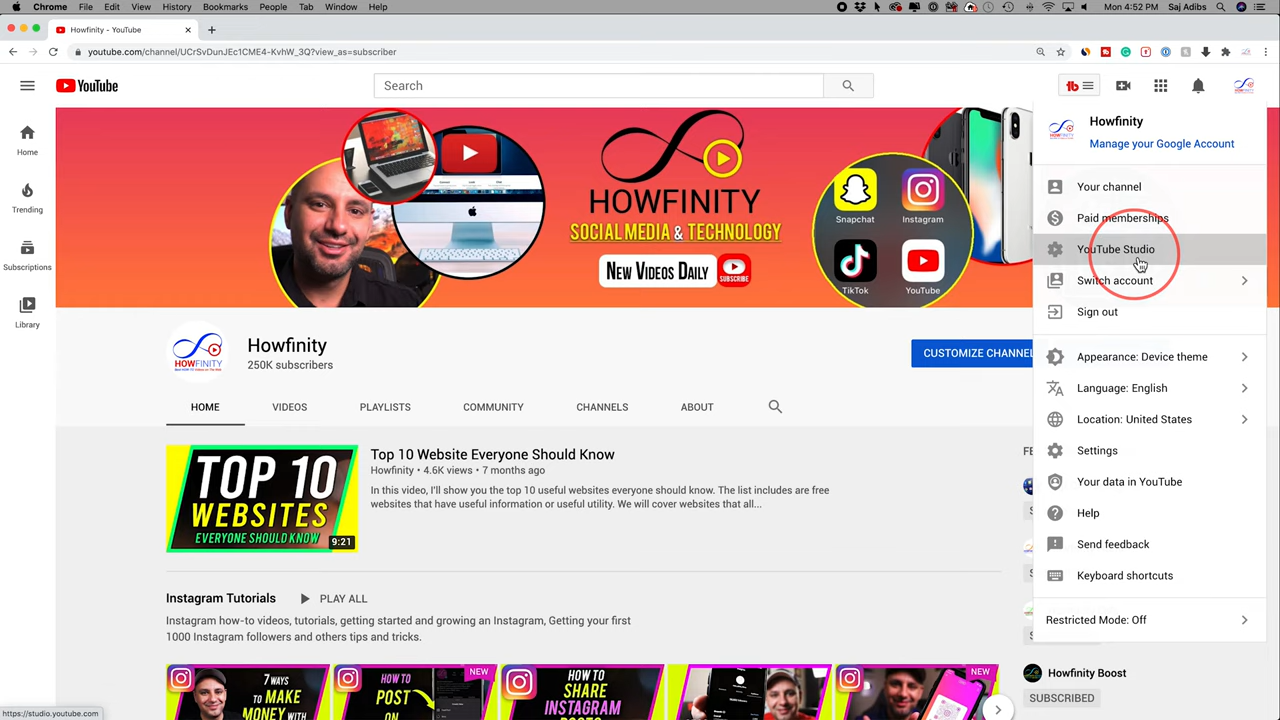 Chrome File Edit View History Bookmarks People Tab Window Help
Mon 4:52 PM Saj Adibs
Howfinity - YouTube
youtube.com/channel/UCrSvDunJEc1CME4-KvhW_3Q?view_as=subscriber
YouTube
Search
tb
Home
Trending
Subscriptions
Library
HOWFINITY
SOCIAL MEDIA & TECHNOLOGY
NEW VIDEOS DAILY
SUBSCRIBE
Snapchat
Instagram
TikTok
YouTube
Howfinity
Manage your Google Account
Your channel
Paid memberships
YouTube Studio
Switch account
Sign out
Appearance: Device theme
Language: English
Location: United States
Settings
Your data in YouTube
Help
Send feedback
Keyboard shortcuts
Restricted Mode: Off
HOWFINITY
Howfinity
250K subscribers
CUSTOMIZE CHANNEL
HOME VIDEOS PLAYLISTS COMMUNITY CHANNELS ABOUT
TOP 10
WEBSITES
EVERYONE SHOULD KNOW
9:21
Top 10 Website Everyone Should Know
Howfinity • 4.6K views • 7 months ago
In this video, I'll show you the top 10 useful websites everyone should know. The list includes are free
websites that have useful information or useful utility. We will cover websites that all...
FE
Instagram Tutorials
PLAY ALL
Instagram how-to videos, tutorials, getting started and growing an Instagram, Getting your first
1000 Instagram followers and others tips and tricks.
7 WAYS
TO MAKE
MONEY WITH
HOW TO
POST
ON
NEW
HOW TO
SHARE
INSTAGRAM
NEW
Howfinity Boost
SUBSCRIBED
https://studio.youtube.com